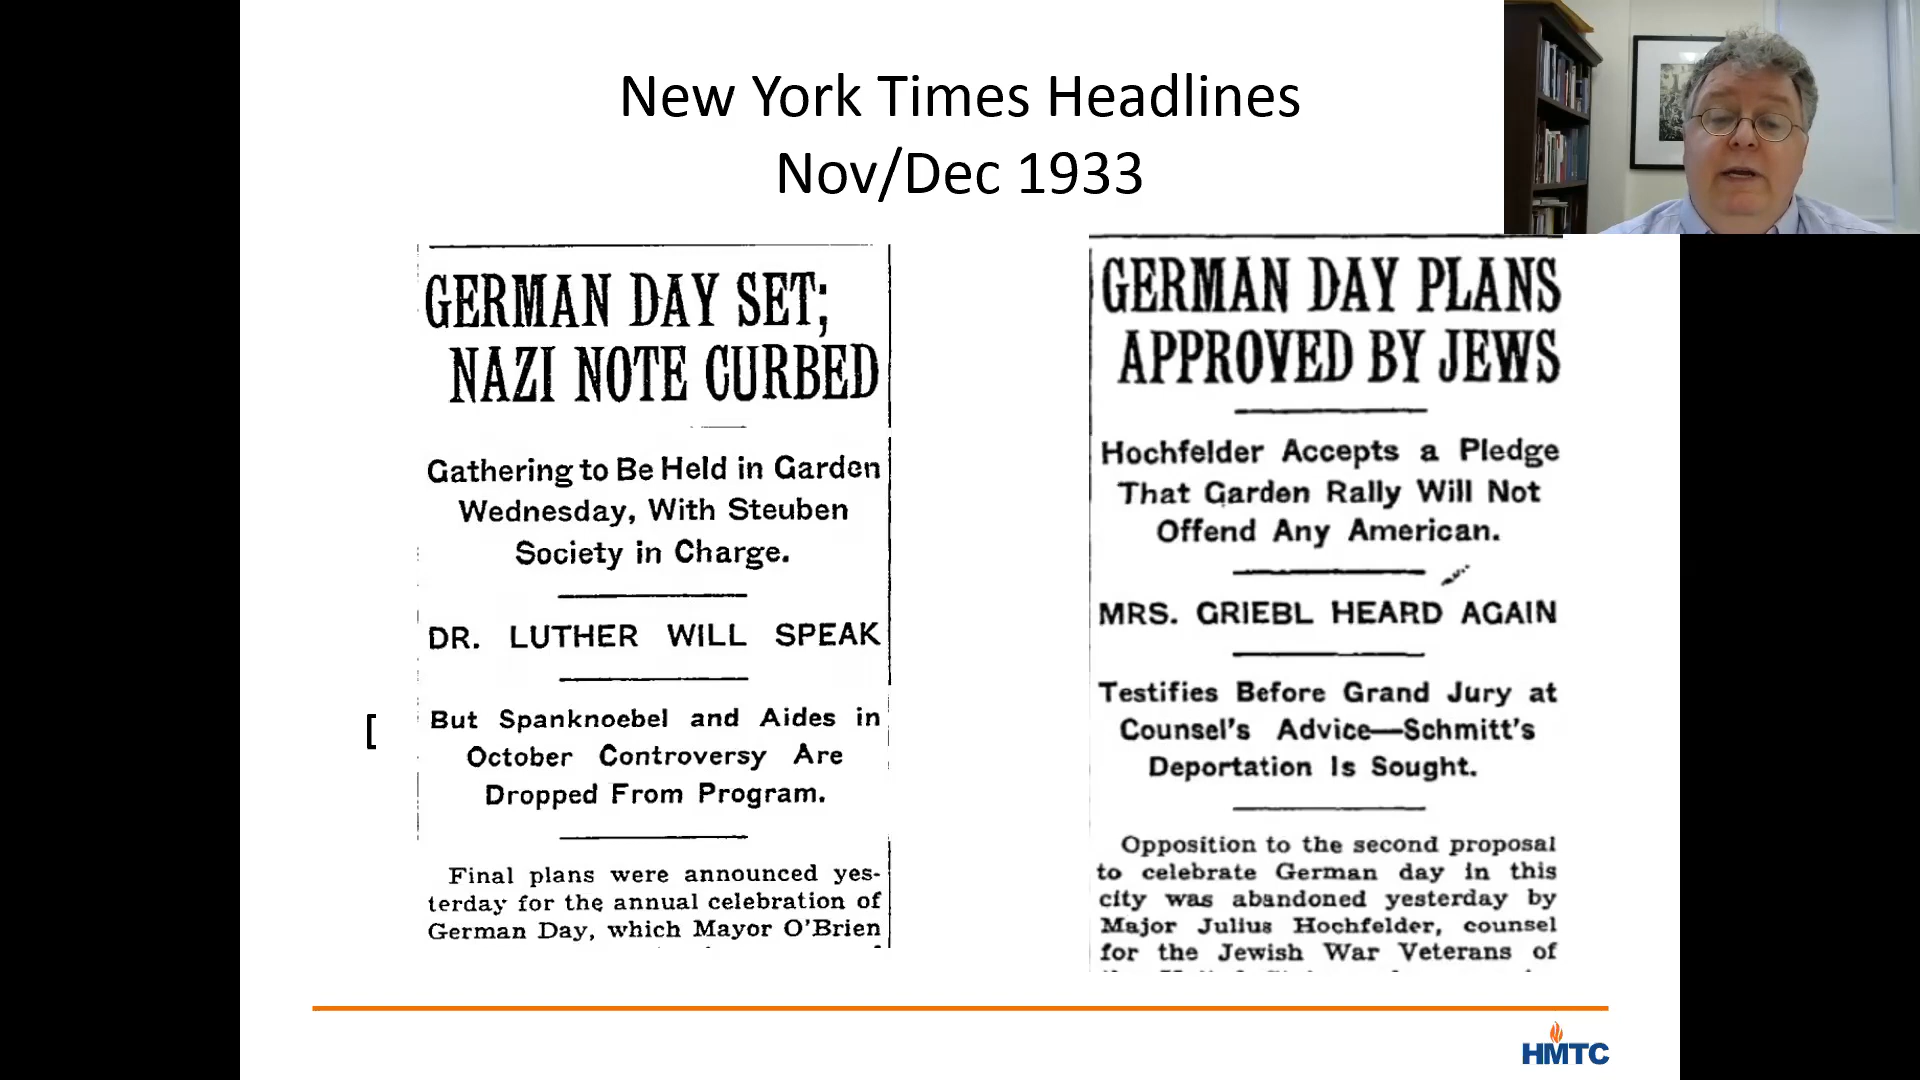 New York Times Headlines
Nov/Dec 1933
GERMAN DAY SET;
NAZI NOTE CURBED
Gathering to Be Held in Garden
Wednesday, With Steuben
Society in Charge.
DR. LUTHER WILL SPEAK
But Spanknoebel and Aides in
October Controversy Are
Dropped From Program.
Final plans were announced yes-
terday for the annual celebration of
German Day, which Mayor O'Brien
[
GERMAN DAY PLANS
APPROVED BY JEWS
Hochfelder Accepts a Pledge
That Garden Rally Will Not
Offend Any American.
MRS. GRIEBL HEARD AGAIN
Testifies Before Grand Jury at
Counsel's Advice—Schmitt's
Deportation Is Sought.
Opposition to the second proposal
to celebrate German day in this
city was abandoned yesterday by
Major Julius Hochfelder, counsel
for the Jewish War Veterans of
HMTC